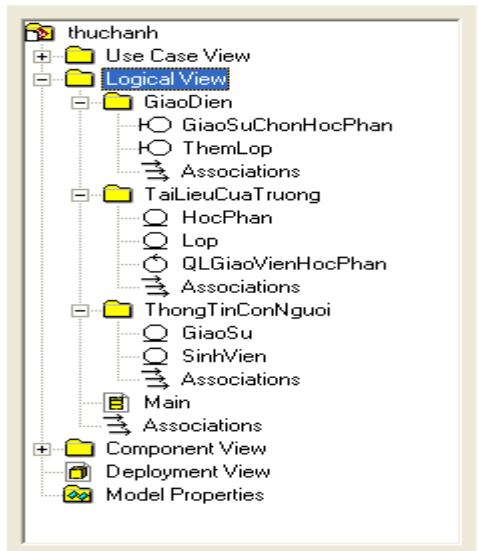 thuchanh
Use Case View
Logical View
GiaoDien
GiaoSuChonHocPhan
ThemLop
Associations
TaiLieuCuaTruong
HocPhan
Lop
QLGiaoVienHocPhan
Associations
ThongTinConNguoi
GiaoSu
SinhVien
Associations
Main
Associations
Component View
Deployment View
Model Properties